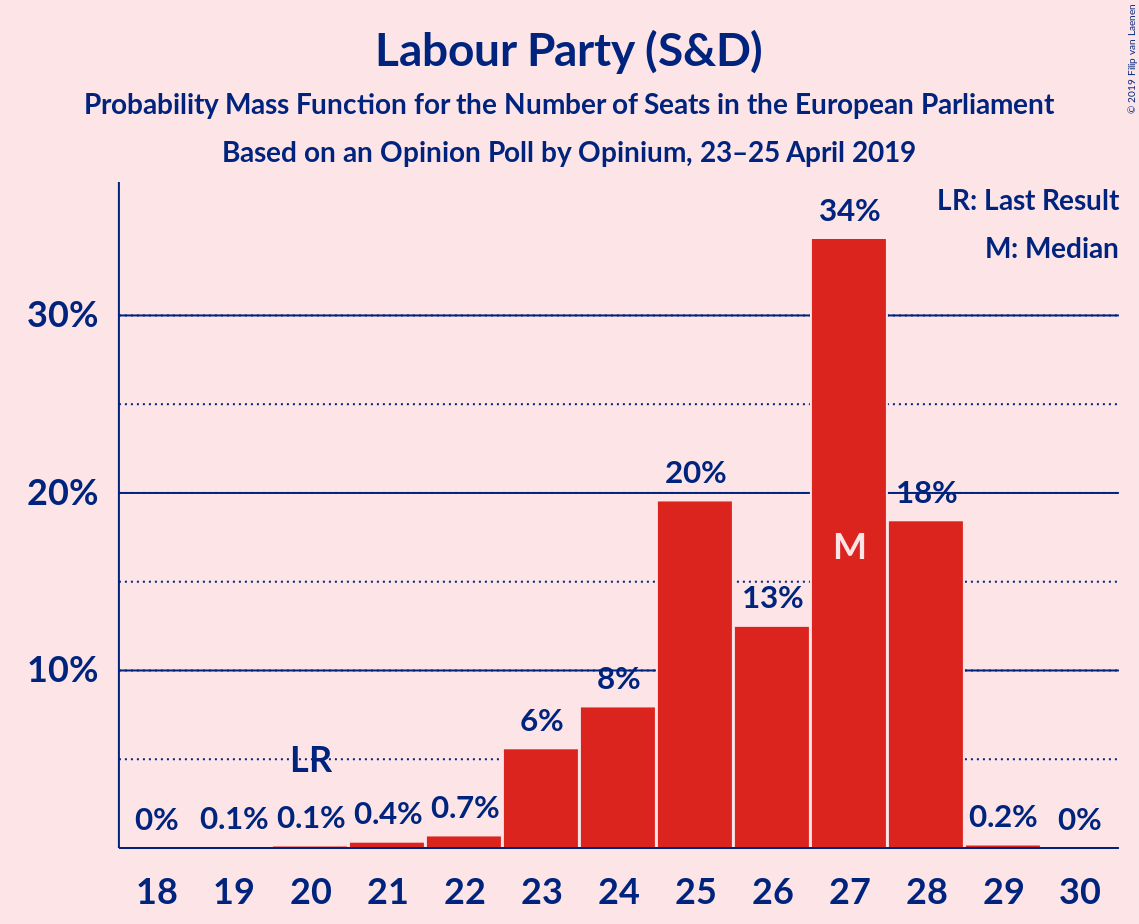 Labour Party (S&D)
Probability Mass Function for the Number of Seats in the European Parliament
Based on an Opinion Poll by Opinium, 23–25 April 2019
© 2019 Filip van Laenen
LR: Last Result
M: Median
30%
20%
10%
0%
0.1%
LR
0.1%
0.4%
0.7%
6%
8%
20%
13%
34%
M
18%
0.2%
0%
18 19 20 21 22 23 24 25 26 27 28 29 30